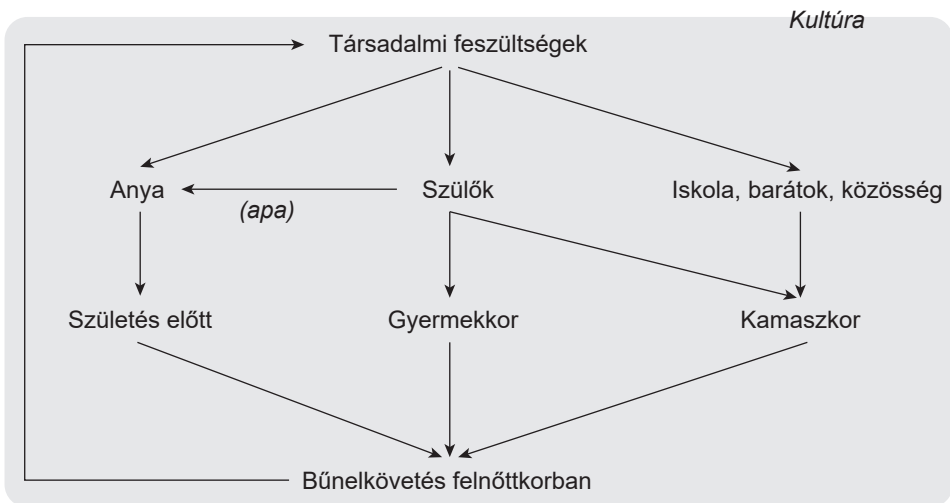 Kultúra
Társadalmi feszültségek
Anya
(apa)
Szülők
Iskola, barátok, közösség
Születés előtt
Gyermekkor
Kamaszkor
Bűnelkövetés felnőttkorban